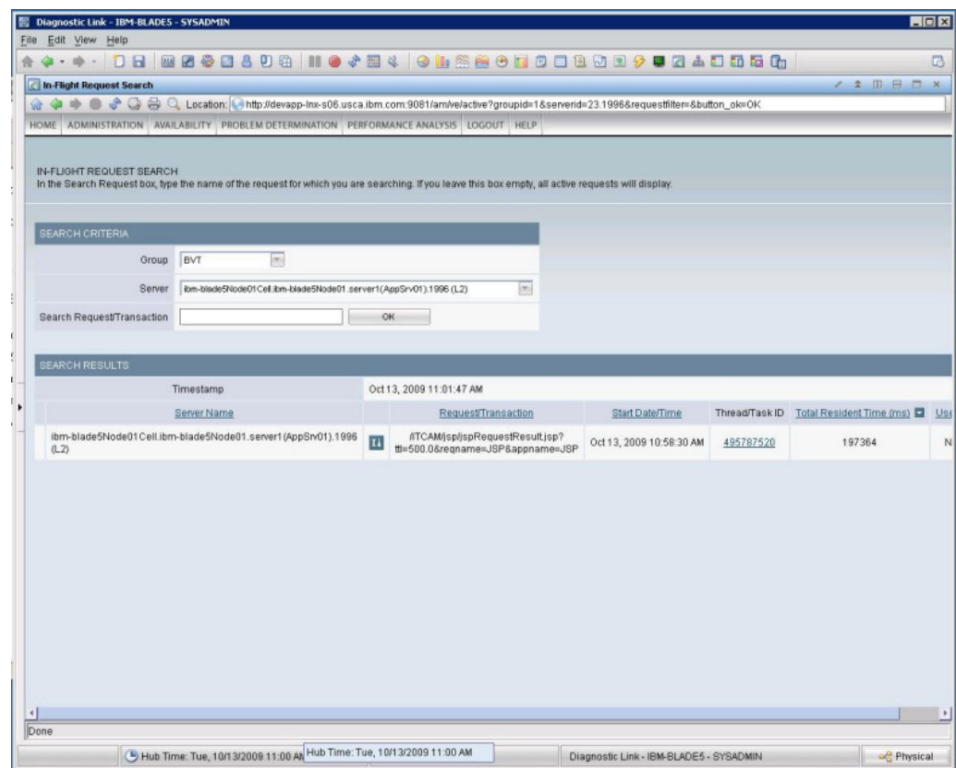 Diagnostic Link - IBM-BLADE5 - SYSADMIN
File Edit View Help
In-Flight Request Search
Location: http://devapp-lnx-s06.usca.ibm.com:9081/am/ve/active?groupid=1&serverid=23.1996&requestfilter=&button_ok=OK
HOME ADMINISTRATION AVAILABILITY PROBLEM DETERMINATION PERFORMANCE ANALYSIS LOGOUT HELP
IN-FLIGHT REQUEST SEARCH
In the Search Request box, type the name of the request for which you are searching. If you leave this box empty, all active requests will display.
SEARCH CRITERIA
Group BVT
Server ibm-blade5Node01Cell.ibm-blade5Node01.server1(AppSrv01).1996 (L2)
Search Request/Transaction OK
SEARCH RESULTS
Timestamp Oct 13, 2009 11:01:47 AM
Server Name Request/Transaction Start Date/Time Thread/Task ID Total Resident Time (ms) Use
ibm-blade5Node01Cell.ibm-blade5Node01.server1(AppSrv01).1996 /ITCAM/jsp/jspRequestResult.jsp? Oct 13, 2009 10:58:30 AM 495787520 197364 N
(L2) ttl=500.0&reqname=JSP&appname=JSP
Done
Hub Time: Tue, 10/13/2009 11:00 AM Hub Time: Tue, 10/13/2009 11:00 AM Diagnostic Link - IBM-BLADE5 - SYSADMIN Physical